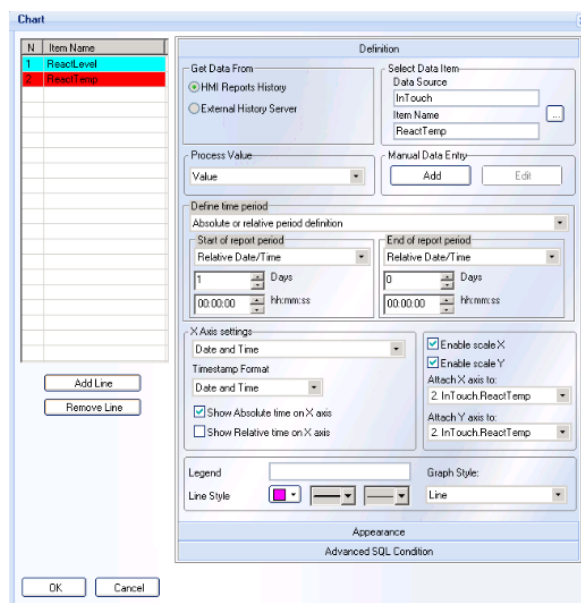 Chart
N Item Name
1 ReactLevel
2 ReactTemp
Add Line
Remove Line
OK Cancel
Definition
Get Data From
HMI Reports History
External History Server
Select Data Item
Data Source
InTouch
Item Name
...
ReactTemp
Process Value
Value
Manual Data Entry
Add Edit
Define time period
Absolute or relative period definition
Start of report period
Relative Date/Time
1 Days
00:00:00 hh:mm:ss
End of report period
Relative Date/Time
0 Days
00:00:00 hh:mm:ss
X Axis settings
Date and Time
Timestamp Format
Date and Time
Show Absolute time on X axis
Show Relative time on X axis
Enable scale X
Enable scale Y
Attach X axis to:
2. InTouch.ReactTemp
Attach Y axis to:
2. InTouch.ReactTemp
Legend
Line Style
Graph Style:
Line
Appearance
Advanced SQL Condition